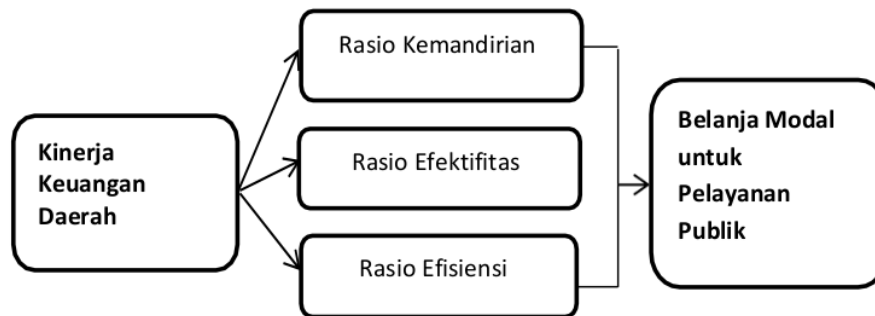 Kinerja
Keuangan
Daerah
Rasio Kemandirian
Rasio Efektifitas
Rasio Efisiensi
Belanja Modal
untuk
Pelayanan
Publik